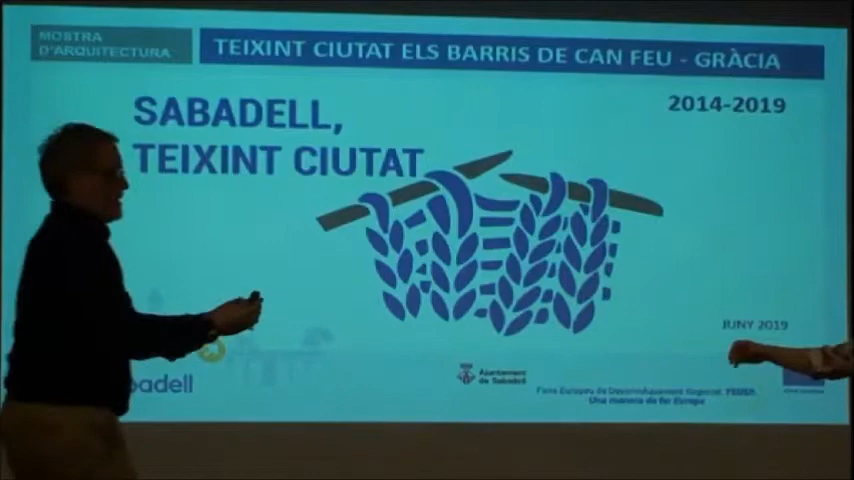 MOSTRA
D'ARQUITECTURA
TEIXINT CIUTAT ELS BARRIS DE CAN FEU - GRÀCIA
2014-2019
SABADELL,
TEIXINT CIUTAT
JUNY 2019
badell
Ajuntament
de Sabadell
Fons Europeu de Desenvolupament Regional. FEDER.
Una manera de fer Europa